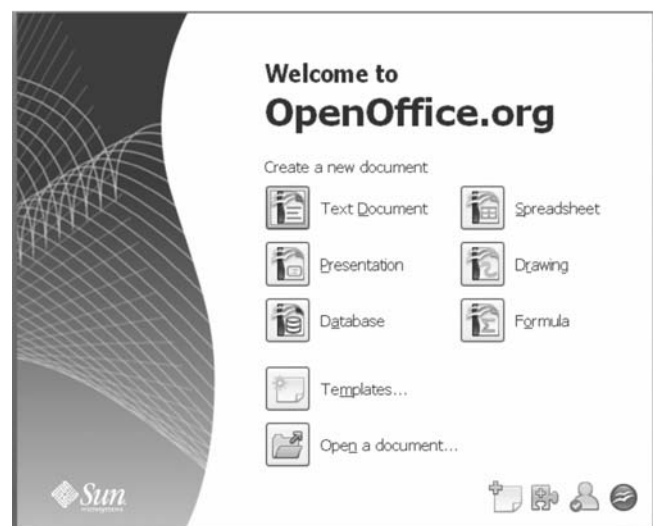 Welcome to
OpenOffice.org
Create a new document
Text Document
Spreadsheet
Presentation
Drawing
Database
Formula
Templates...
Open a document...
Sun